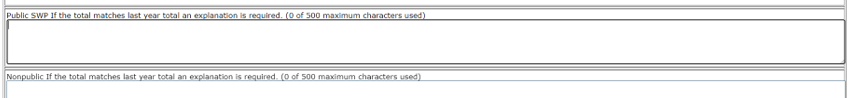 Public SWP If the total matches last year total an explanation is required. (0 of 500 maximum characters used)
Nonpublic If the total matches last year total an explanation is required. (0 of 500 maximum characters used)